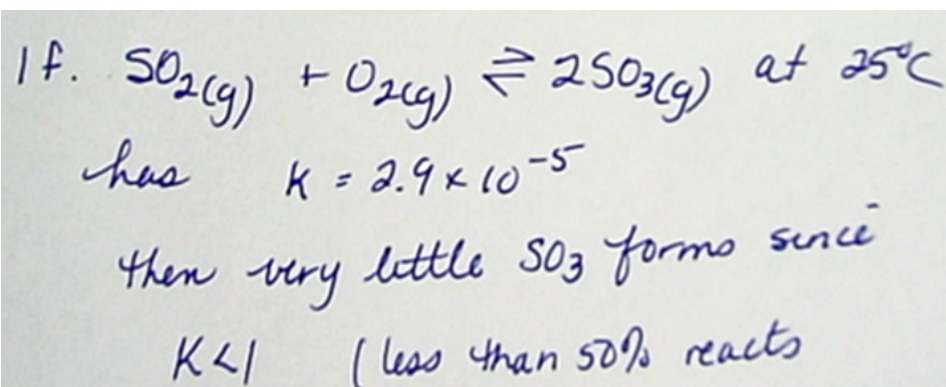 If. SO₂(g) + O₂(g) ⇌ 2SO₃(g) at 25°C
has K = 2.9 × 10⁻⁵
then very little SO₃ forms since
K<1 (less than 50% reacts